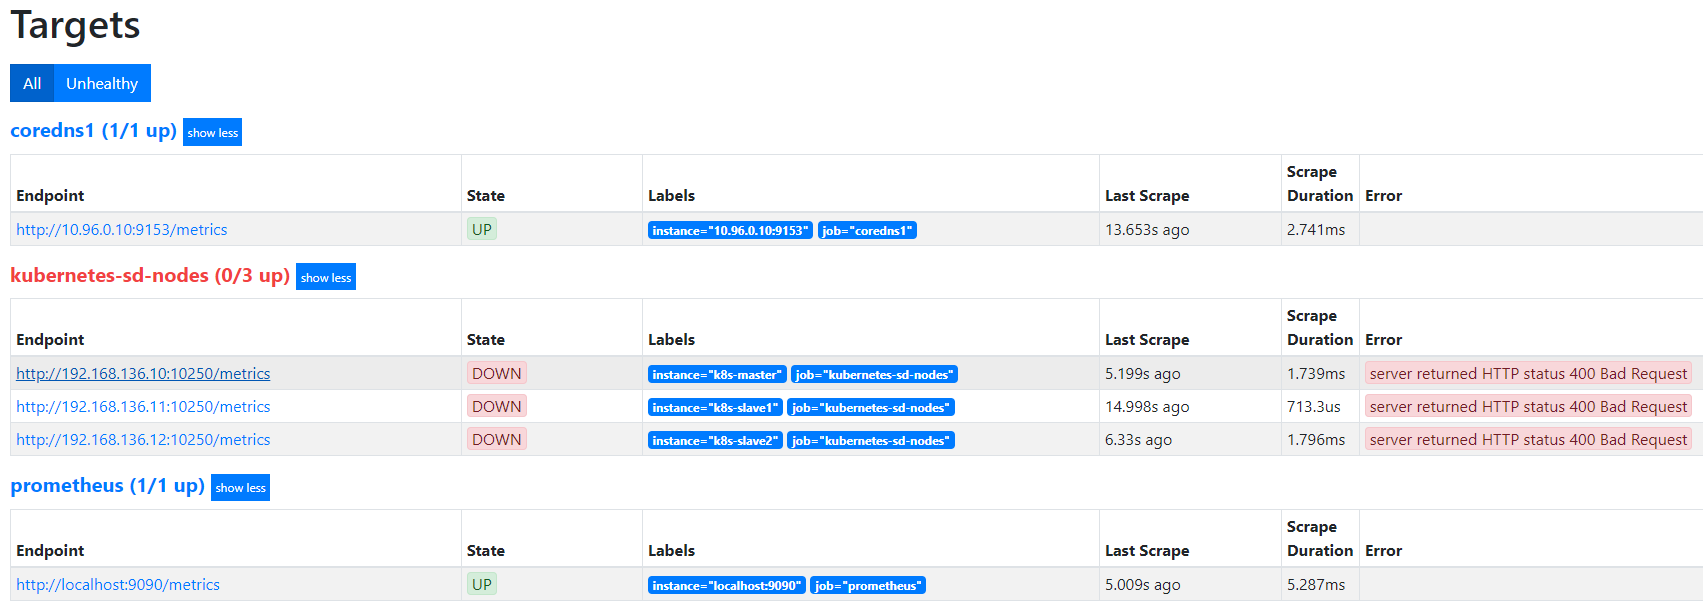 Targets
All Unhealthy
coredns1 (1/1 up) show less
Endpoint State Labels Last Scrape Scrape Duration Error
http://10.96.0.10:9153/metrics UP instance="10.96.0.10:9153" job="coredns1" 13.653s ago 2.741ms
kubernetes-sd-nodes (0/3 up) show less
Endpoint State Labels Last Scrape Scrape Duration Error
http://192.168.136.10:10250/metrics DOWN instance="k8s-master" job="kubernetes-sd-nodes" 5.199s ago 1.739ms server returned HTTP status 400 Bad Request
http://192.168.136.11:10250/metrics DOWN instance="k8s-slave1" job="kubernetes-sd-nodes" 14.998s ago 713.3us server returned HTTP status 400 Bad Request
http://192.168.136.12:10250/metrics DOWN instance="k8s-slave2" job="kubernetes-sd-nodes" 6.33s ago 1.796ms server returned HTTP status 400 Bad Request
prometheus (1/1 up) show less
Endpoint State Labels Last Scrape Scrape Duration Error
http://localhost:9090/metrics UP instance="localhost:9090" job="prometheus" 5.009s ago 5.287ms